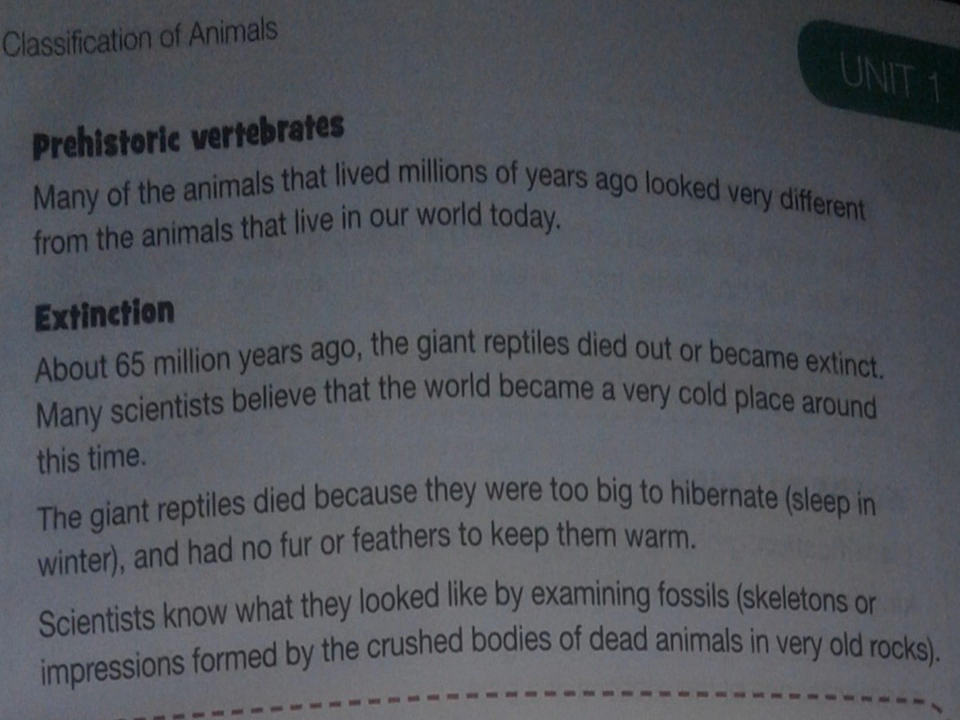 Classification of Animals
UNIT 1
Prehistoric vertebrates
Many of the animals that lived millions of years ago looked very different
from the animals that live in our world today.
Extinction
About 65 million years ago, the giant reptiles died out or became extinct.
Many scientists believe that the world became a very cold place around
this time.
The giant reptiles died because they were too big to hibernate (sleep in
winter), and had no fur or feathers to keep them warm.
Scientists know what they looked like by examining fossils (skeletons or
impressions formed by the crushed bodies of dead animals in very old rocks).